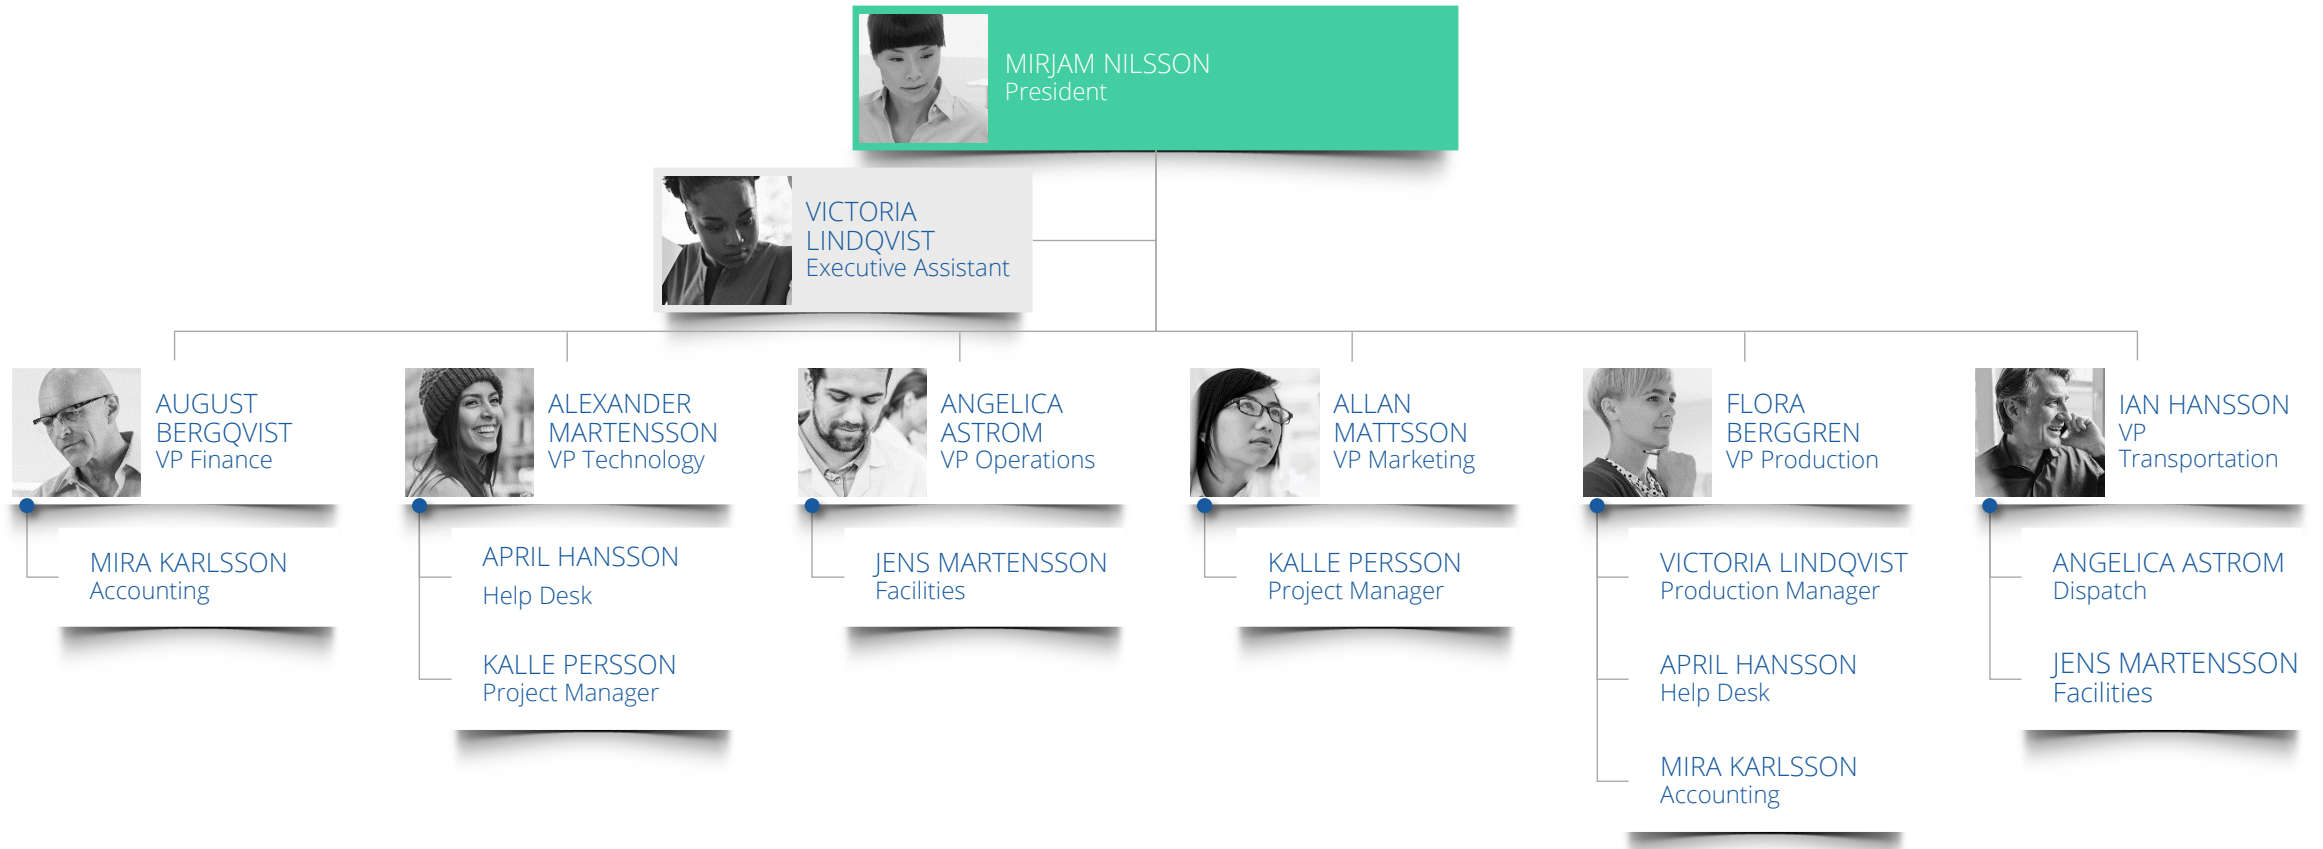 MIRJAM NILSSON
President
VICTORIA
LINDQVIST
Executive Assistant
AUGUST
BERGQVIST
VP Finance
ALEXANDER
MARTENSSON
VP Technology
ANGELICA
ASTROM
VP Operations
ALLAN
MATTSSON
VP Marketing
FLORA
BERGGREN
VP Production
IAN HANSSON
VP
Transportation
MIRA KARLSSON
Accounting
APRIL HANSSON
Help Desk
KALLE PERSSON
Project Manager
JENS MARTENSSON
Facilities
KALLE PERSSON
Project Manager
VICTORIA LINDQVIST
Production Manager
APRIL HANSSON
Help Desk
MIRA KARLSSON
Accounting
ANGELICA ASTROM
Dispatch
JENS MARTENSSON
Facilities